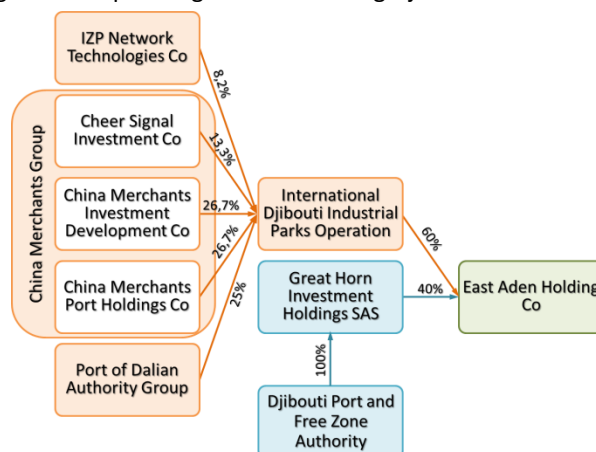 IZP Network
Technologies Co
8,2%
China Merchants Group
Cheer Signal
Investment Co
13,3%
China Merchants
Investment
Development Co
26,7%
International
Djibouti Industrial
Parks Operation
60%
China Merchants
Port Holdings Co
26,7%
Great Horn
Investment
Holdings SAS
40%
East Aden Holding
Co
Port of Dalian
Authority Group
25%
100%
Djibouti Port and
Free Zone
Authority